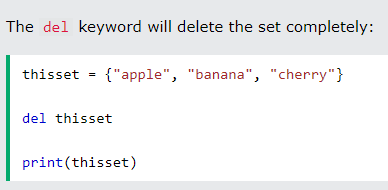 The del keyword will delete the set completely:
thisset = {"apple", "banana", "cherry"}
del thisset
print(thisset)